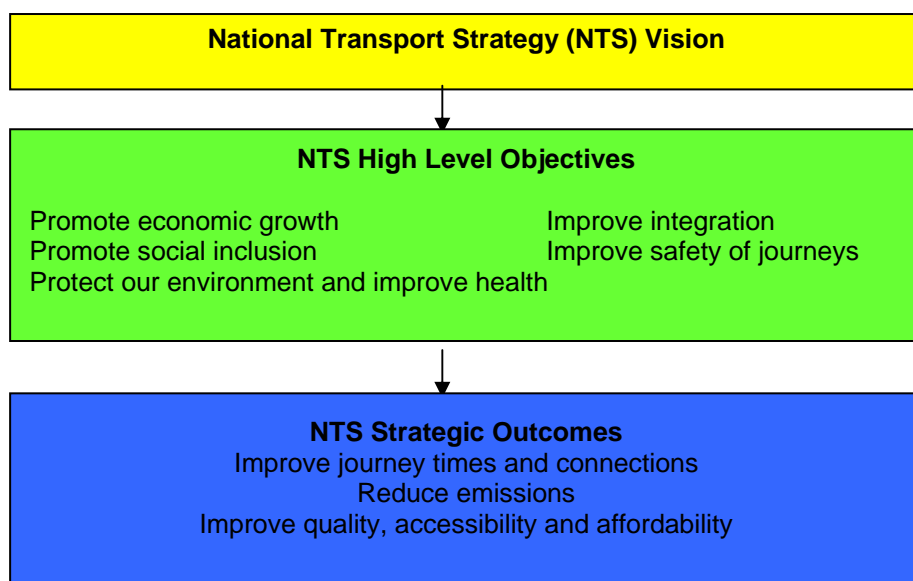 National Transport Strategy (NTS) Vision
NTS High Level Objectives
Promote economic growth Improve integration
Promote social inclusion Improve safety of journeys
Protect our environment and improve health
NTS Strategic Outcomes
Improve journey times and connections
Reduce emissions
Improve quality, accessibility and affordability